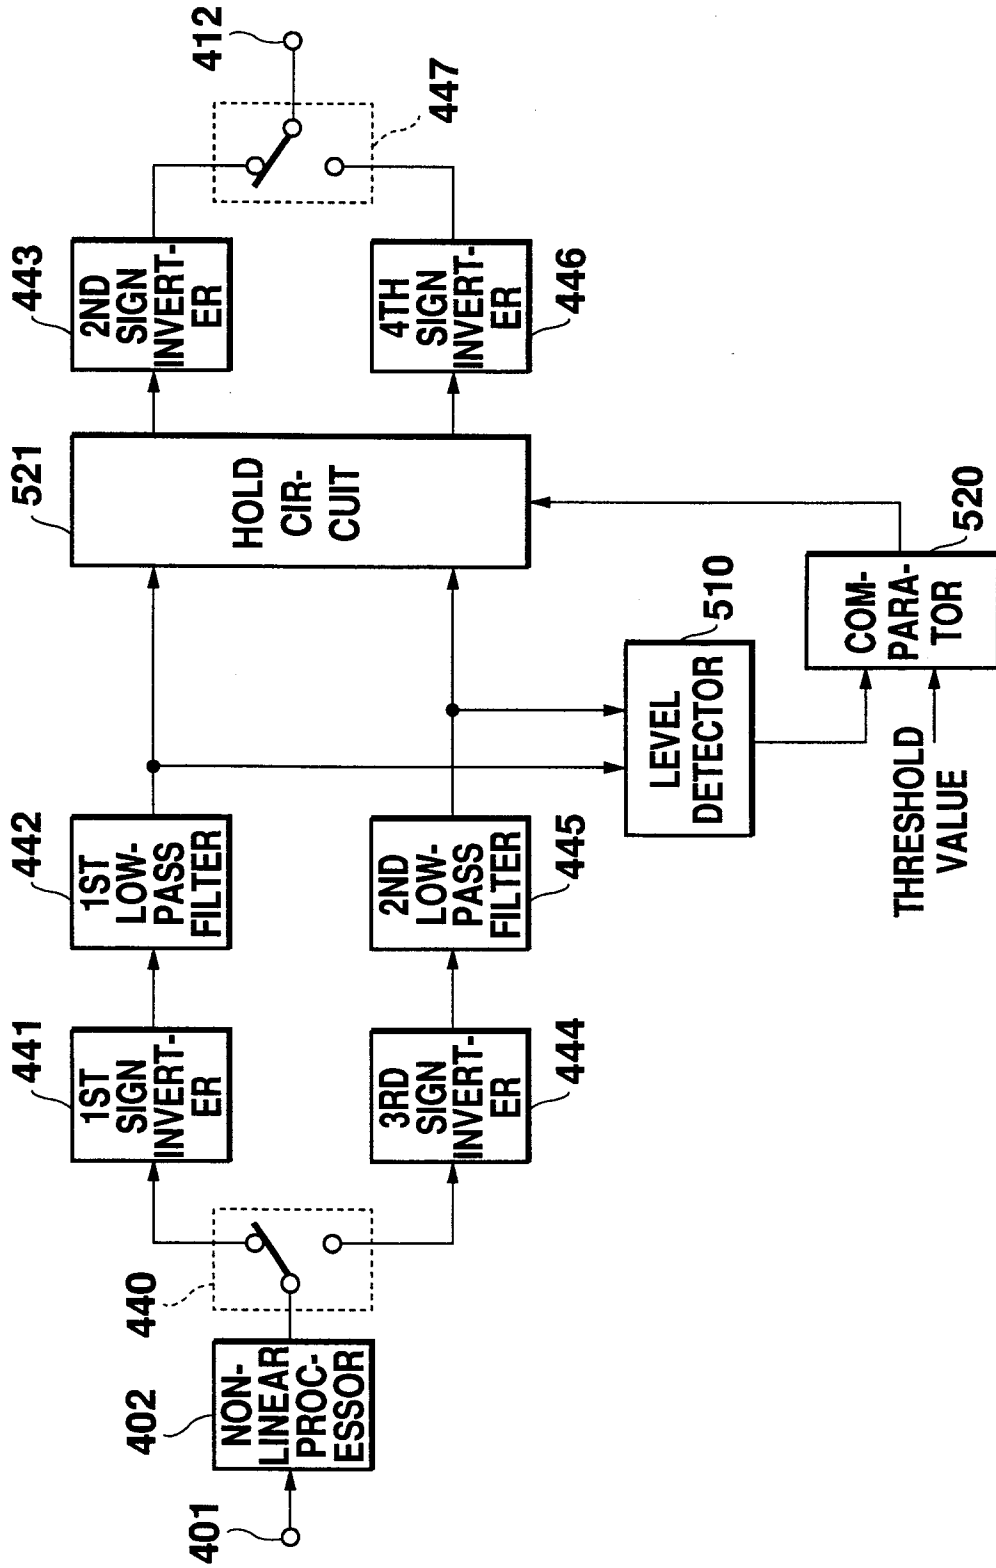 401
402
NON-
LINEAR
PROC-
ESSOR
440
441
1ST
SIGN
INVERT-
ER
442
1ST
LOW-
PASS
FILTER
3RD
SIGN
INVERT-
ER
444
2ND
LOW-
PASS
FILTER
445
521
HOLD
CIR-
CUIT
443
2ND
SIGN
INVERT-
ER
4TH
SIGN
INVERT-
ER
446
447
412
LEVEL
DETECTOR
510
THRESHOLD
VALUE
COM-
PARA-
TOR
520